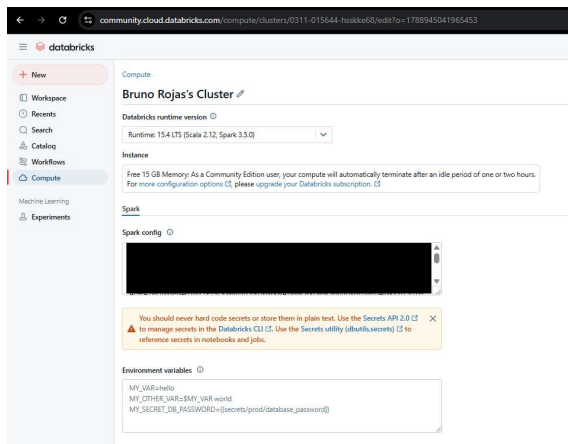 community.cloud.databricks.com/compute/clusters/0311-015644-hsskke68/edit?o=1788945041965453
databricks
New
Workspace
Recents
Search
Catalog
Workflows
Compute
Machine Learning
Experiments
Compute
Bruno Rojas's Cluster
Databricks runtime version
Runtime: 15.4 LTS (Scala 2.12, Spark 3.5.0)
Instance
Free 15 GB Memory: As a Community Edition user, your compute will automatically terminate after an idle period of one or two hours.
For more configuration options, please upgrade your Databricks subscription.
Spark
Spark config
You should never hard code secrets or store them in plain text. Use the Secrets API 2.0
to manage secrets in the Databricks CLI. Use the Secrets utility (dbutils.secrets) to
reference secrets in notebooks and jobs.
Environment variables
MY_VAR=hello
MY_OTHER_VAR=$MY_VAR world
MY_SECRET_DB_PASSWORD={{secrets/prod/database_password}}